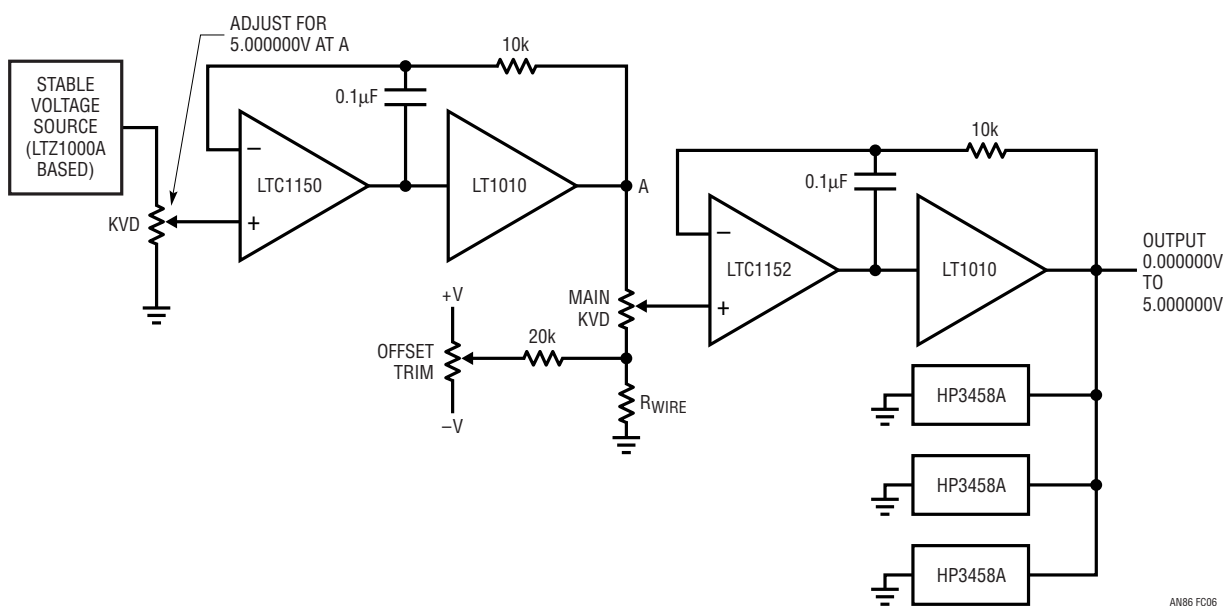 ADJUST FOR
5.000000V AT A
STABLE
VOLTAGE
SOURCE
(LTZ1000A
BASED)
KVD
–
+
LTC1150
0.1µF
10k
LT1010
A
+V
OFFSET
TRIM
–V
20k
MAIN
KVD
RWIRE
–
+
LTC1152
0.1µF
10k
LT1010
OUTPUT
0.000000V
TO
5.000000V
HP3458A
HP3458A
HP3458A
AN86 FC06